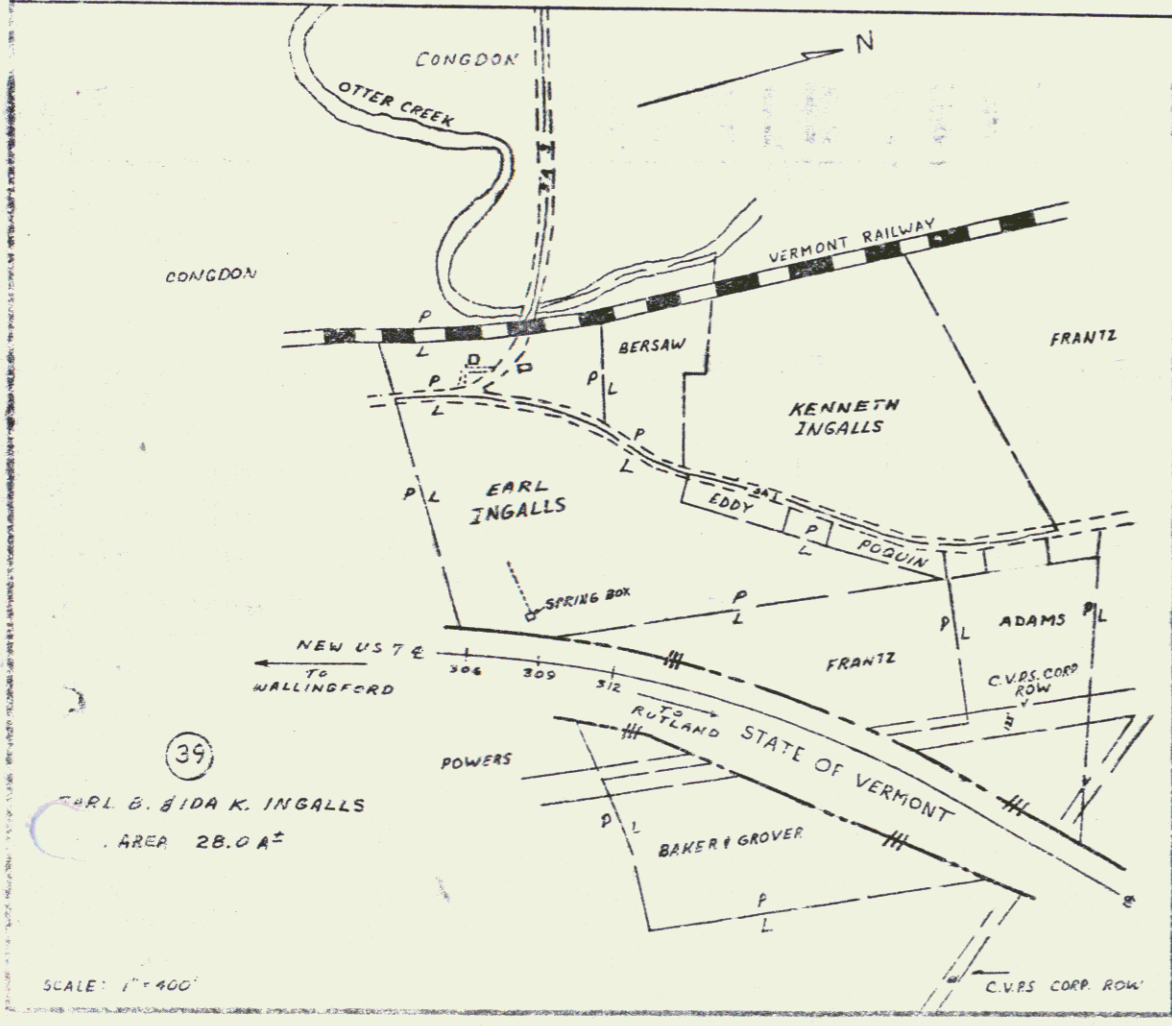 CONGDON
N
OTTER CREEK
CONGDON
VERMONT RAILWAY
P
L
BERSAW
FRANTZ
P
L
P L
KENNETH
INGALLS
P
L
P L
EARL
INGALLS
EDDY
P
L
POQUIN
SPRING BOX
P
L
P L
ADAMS
P L
NEW US 7 ℄
TO
WALLINGFORD
306
309
312
FRANTZ
C.V.P.S. CORP
ROW
TO
RUTLAND
STATE OF VERMONT
POWERS
39
EARL B. & IDA K. INGALLS
AREA 28.0 A±
P L
BAKER & GROVER
P
L
℄
SCALE: 1" = 400'
C.V.P.S CORP. ROW